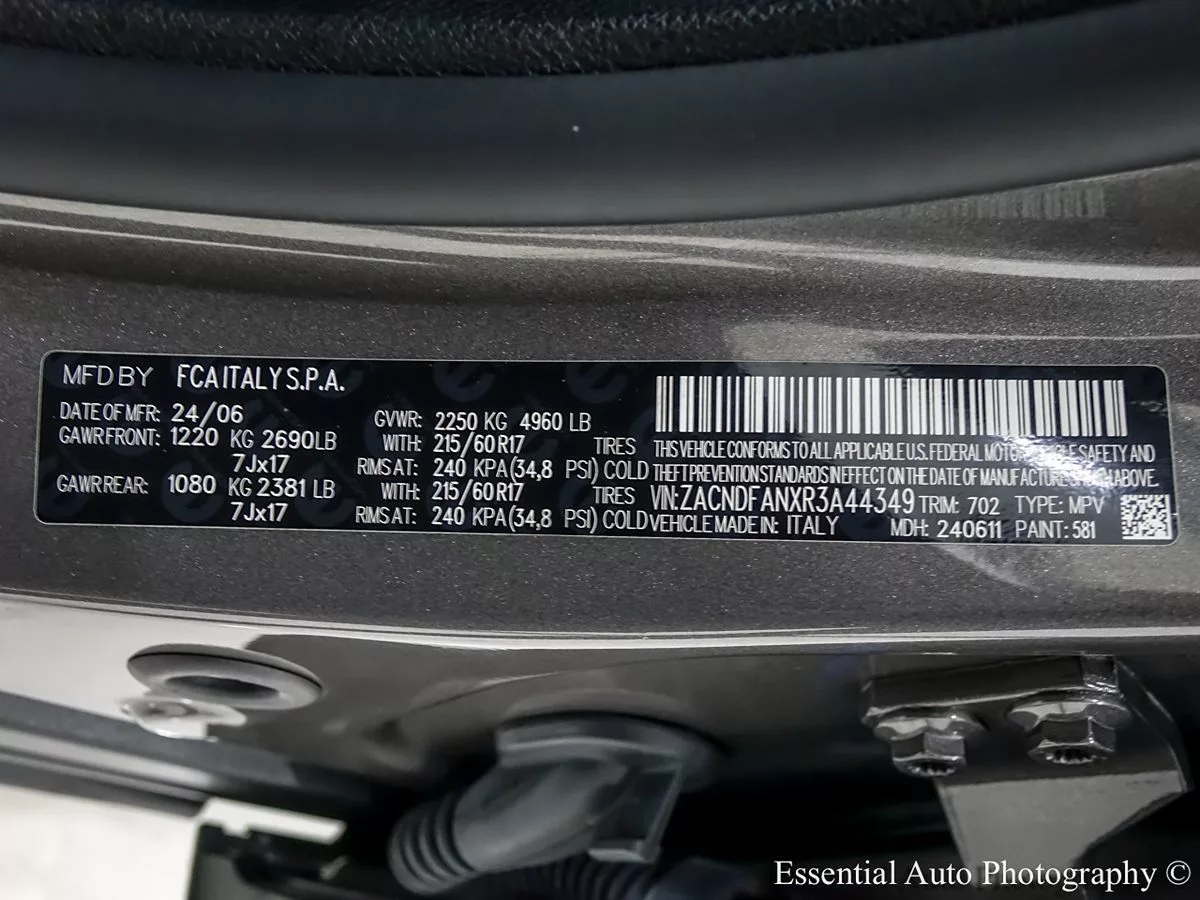 MFD BY FCA ITALY S.P.A.
DATE OF MFR: 24/06 GVWR: 2250 KG 4960 LB
GAWR FRONT: 1220 KG 2690 LB WITH: 215/60 R17 TIRES
7Jx17 RIMS AT: 240 KPA (34,8 PSI) COLD
GAWR REAR: 1080 KG 2381 LB WITH: 215/60 R17 TIRES
7Jx17 RIMS AT: 240 KPA (34,8 PSI) COLD
THIS VEHICLE CONFORMS TO ALL APPLICABLE U.S. FEDERAL MOTOR VEHICLE SAFETY AND
THEFT PREVENTION STANDARDS IN EFFECT ON THE DATE OF MANUFACTURE SHOWN ABOVE.
VIN: ZACNDFANXR3A44349 TRIM: 702 TYPE: MPV
VEHICLE MADE IN: ITALY MDH: 240611 PAINT: 581
Essential Auto Photography ©